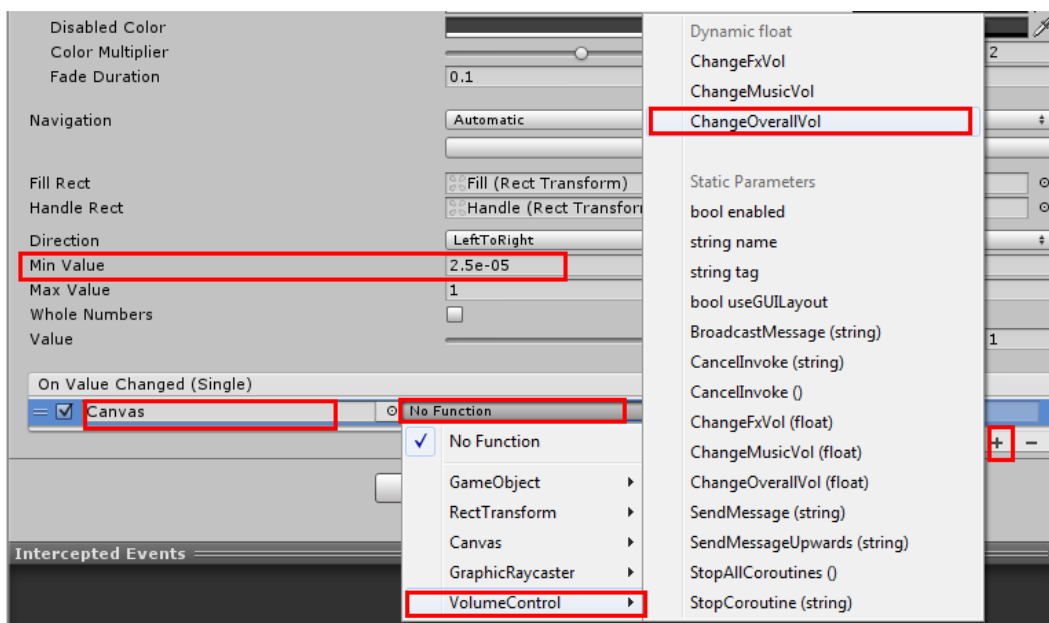 Disabled Color
Color Multiplier 2
Fade Duration 0.1
Navigation Automatic
Fill Rect Fill (Rect Transform)
Handle Rect Handle (Rect Transfor
Direction LeftToRight
Min Value 2.5e-05
Max Value 1
Whole Numbers
Value 1
On Value Changed (Single)
Canvas No Function
No Function
GameObject
RectTransform
Canvas
GraphicRaycaster
VolumeControl
Intercepted Events
Dynamic float
ChangeFxVol
ChangeMusicVol
ChangeOverallVol
Static Parameters
bool enabled
string name
string tag
bool useGUILayout
BroadcastMessage (string)
CancelInvoke (string)
CancelInvoke ()
ChangeFxVol (float)
ChangeMusicVol (float)
ChangeOverallVol (float)
SendMessage (string)
SendMessageUpwards (string)
StopAllCoroutines ()
StopCoroutine (string)